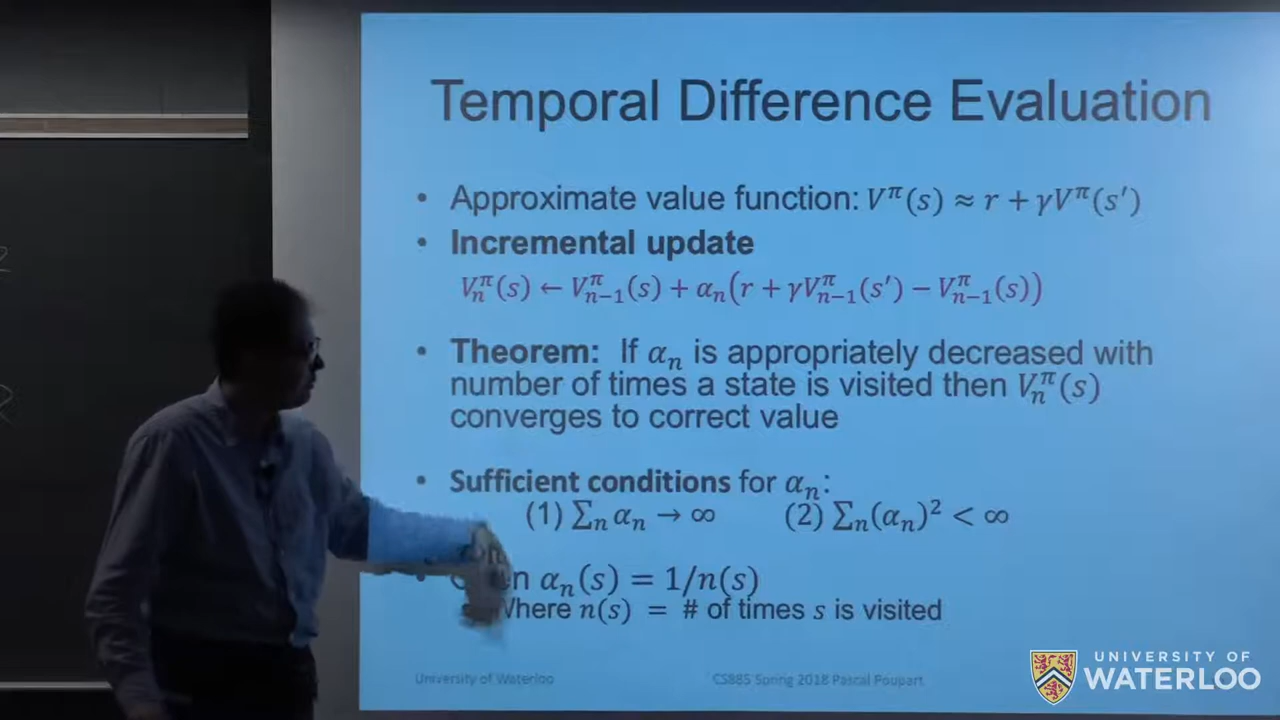 Temporal Difference Evaluation
• Approximate value function: V^π(s) ≈ r + γV^π(s′)
• Incremental update
V_n^π(s) ← V_{n−1}^π(s) + α_n(r + γV_{n−1}^π(s′) − V_{n−1}^π(s))
• Theorem: If α_n is appropriately decreased with
number of times a state is visited then V_n^π(s)
converges to correct value
• Sufficient conditions for α_n:
(1) ∑_n α_n → ∞ (2) ∑_n(α_n)² < ∞
α_n(s) = 1/n(s)
Where n(s) = # of times s is visited
University of Waterloo CS885 Spring 2018 Pascal Poupart
UNIVERSITY OF
WATERLOO